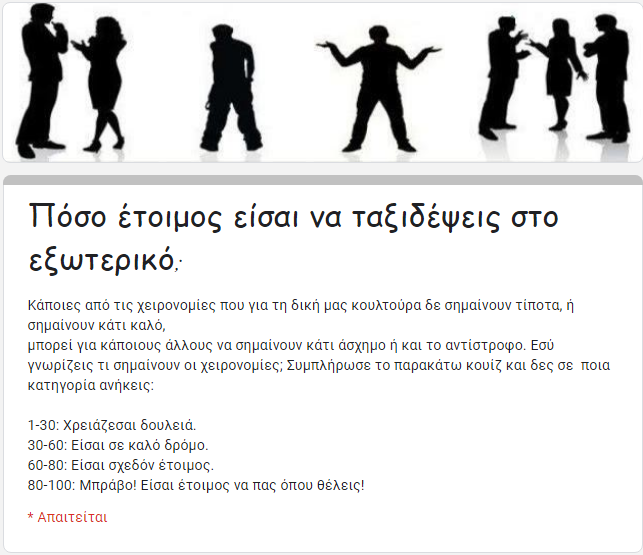 Πόσο έτοιμος είσαι να ταξιδέψεις στο
εξωτερικό;
Κάποιες από τις χειρονομίες που για τη δική μας κουλτούρα δε σημαίνουν τίποτα, ή
σημαίνουν κάτι καλό,
μπορεί για κάποιους άλλους να σημαίνουν κάτι άσχημο ή και το αντίστροφο. Εσύ
γνωρίζεις τι σημαίνουν οι χειρονομίες; Συμπλήρωσε το παρακάτω κουίζ και δες σε  ποια
κατηγορία ανήκεις:
1-30: Χρειάζεσαι δουλειά.
30-60: Είσαι σε καλό δρόμο.
60-80: Είσαι σχεδόν έτοιμος.
80-100: Μπράβο! Είσαι έτοιμος να πας όπου θέλεις!
* Απαιτείται